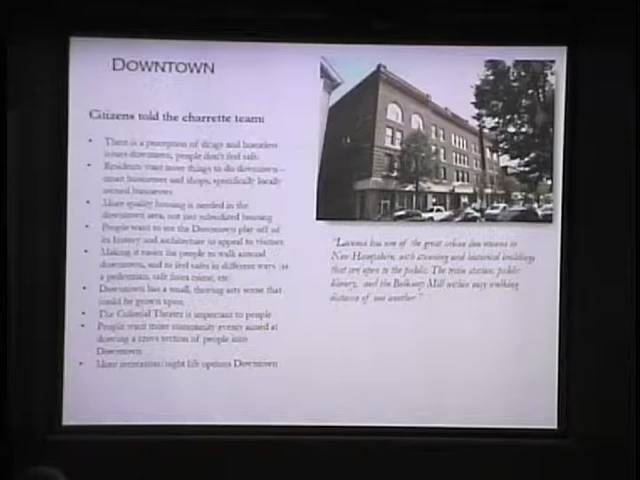 DOWNTOWN
Citizens told the charrette team:
• There is a perception of drugs and homeless
issues downtown, people don't feel safe
• Residents want more things to do downtown –
more businesses and shops, specifically locally
owned businesses
• More quality housing is needed in the
downtown area, not just subsidized housing
• People want to see the Downtown play off of
its history and architecture to appeal to visitors
• Making it easier for people to walk around
downtown, and to feel safer in different ways (as
a pedestrian, safe from crime, etc.
• Downtown has a small, thriving arts scene that
could be grown upon
• The Colonial Theatre is important to people
• People want more community events aimed at
drawing a cross section of people into
Downtown
• More recreation/night life options Downtown
"Laconia has one of the great urban downtowns in
New Hampshire, with stunning and historical buildings
that are open to the public. The train station, public
library, and the Belknap Mill within easy walking
distance of one another."